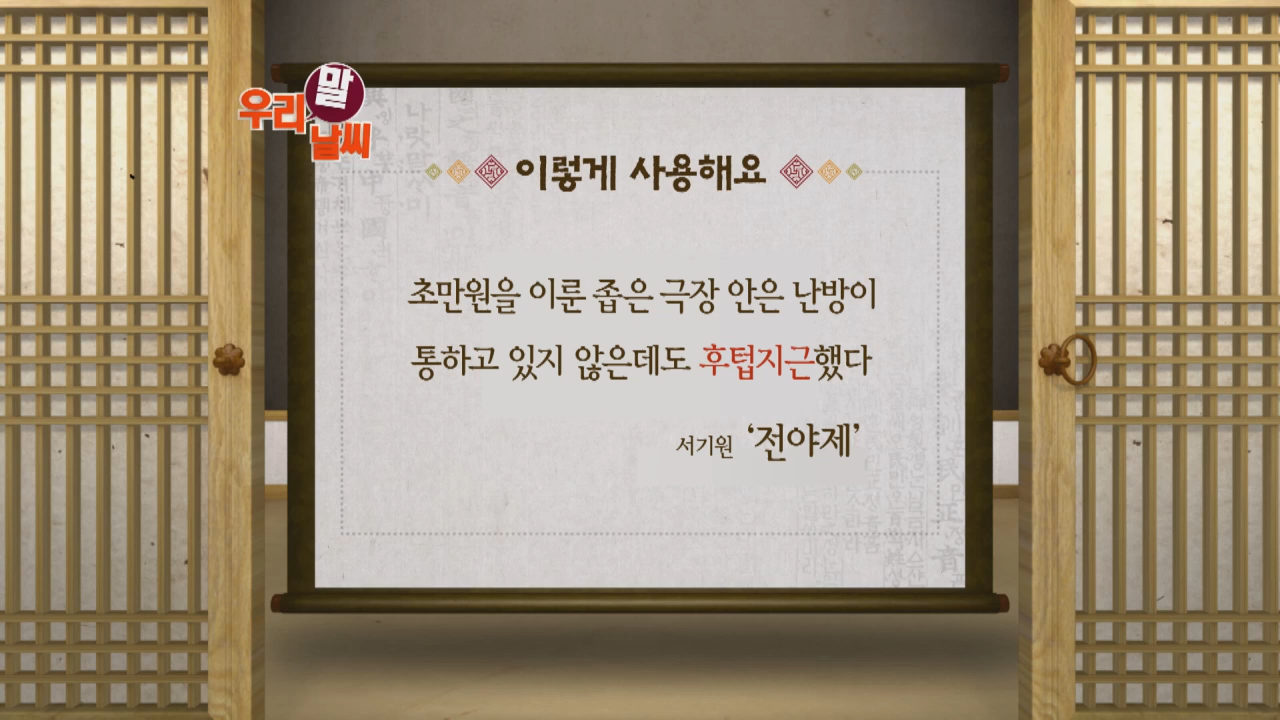 우리말
날씨
이렇게 사용해요
초만원을 이룬 좁은 극장 안은 난방이
통하고 있지 않은데도 후텁지근했다
서기원 ‘전야제’